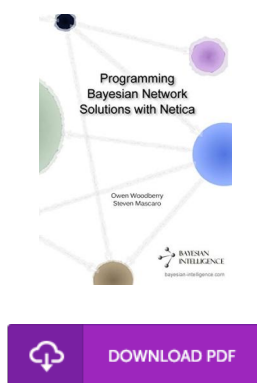 Programming
Bayesian Network
Solutions with Netica
Owen Woodberry
Steven Mascaro
BAYESIAN
INTELLIGENCE
bayesian-intelligence.com
DOWNLOAD PDF